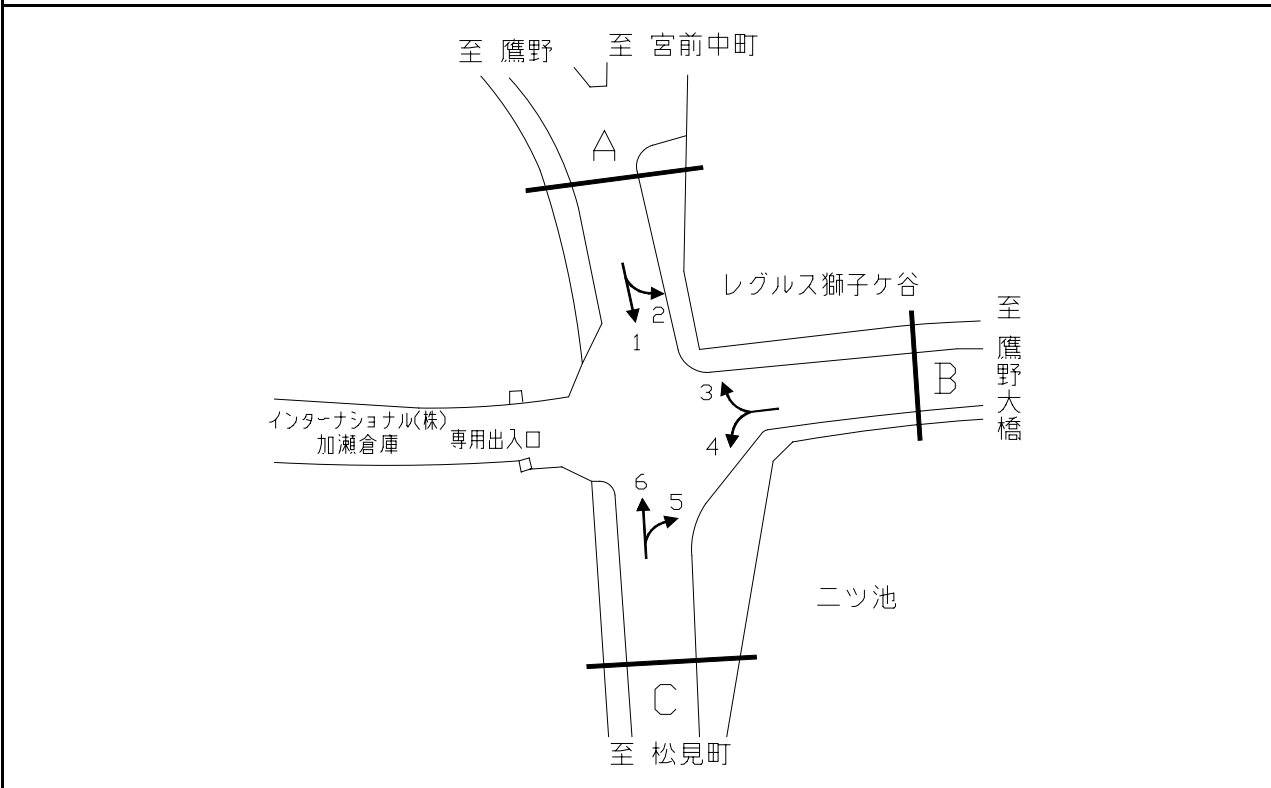 至 鷹野
至 宮前中町
A
レグルス獅子ケ谷
2
1
至鷹野大橋
B
3
4
インターナショナル(株)
加瀬倉庫
専用出入口
6
5
二ツ池
C
至 松見町